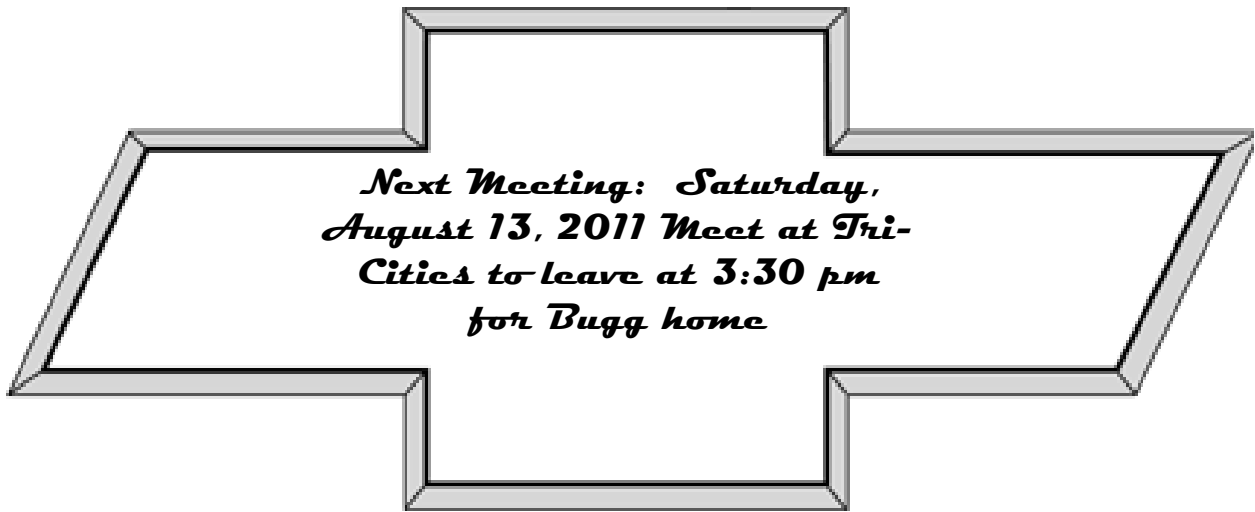 Next Meeting: Saturday,
August 13, 2011 Meet at Tri-
Cities to leave at 3:30 pm
for Bugg home